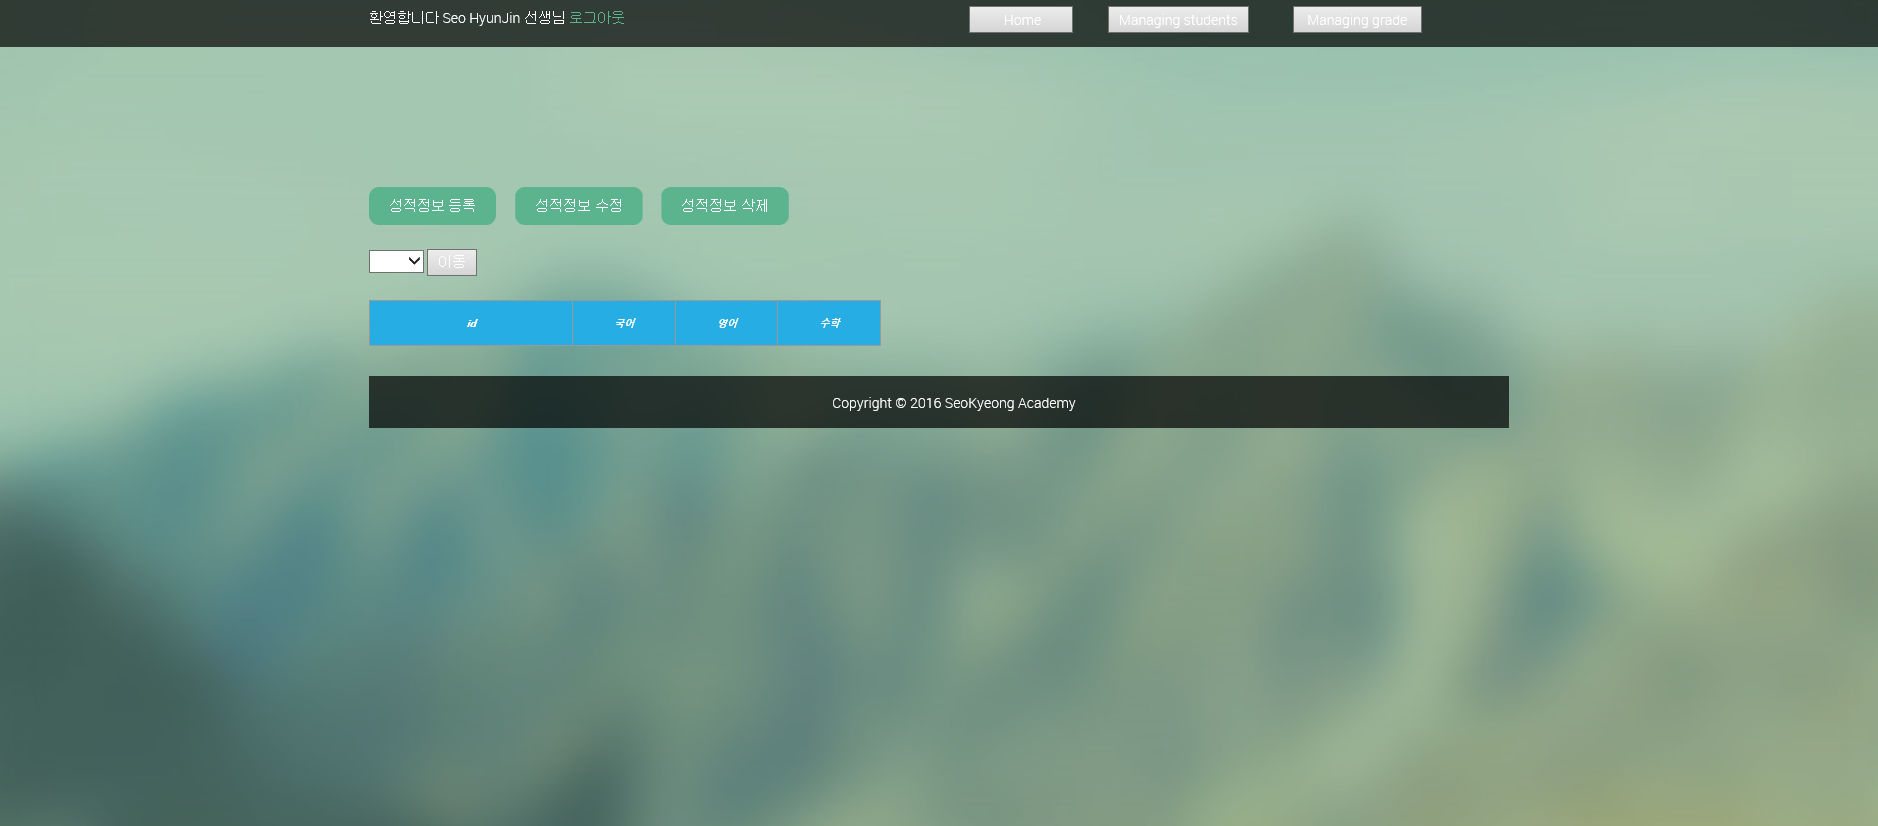 환영합니다 Seo HyunJin 선생님 로그아웃
Home
Managing students
Managing grade
성적정보 등록
성적정보 수정
성적정보 삭제
이동
id 국어 영어 수학
Copyright © 2016 SeoKyeong Academy